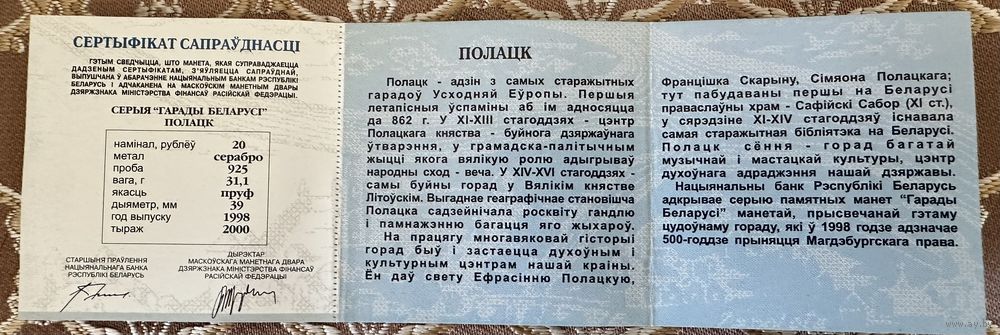 СЕРТЫФІКАТ САПРАЎДНАСЦІ
ГЭТЫМ СВЕДЧЫЦЦА, ШТО МАНЕТА, ЯКАЯ СУПРАВАДЖАЕЦЦА
ДАДЗЕНЫМ СЕРТЫФІКАТАМ, З'ЯЎЛЯЕЦЦА САПРАЎДНАЙ,
ВЫПУШЧАНА Ў АБАРАЧЭННЕ НАЦЫЯНАЛЬНЫМ БАНКАМ РЭСПУБЛІКІ
БЕЛАРУСЬ І АДЧАКАНЕНА НА МАСКОЎСКІМ МАНЕТНЫМ ДВАРЫ
ДЗЯРЖЗНАКА МІНІСТЭРСТВА ФІНАНСАЎ РАСІЙСКАЙ ФЕДЭРАЦЫІ.
СЕРЫЯ "ГАРАДЫ БЕЛАРУСІ"
ПОЛАЦК
намінал, рублёў 20
метал серабро
проба 925
вага, г 31,1
якасць пруф
дыяметр, мм 39
год выпуску 1998
тыраж 2000
СТАРШЫНЯ ПРАЎЛЕННЯ
НАЦЫЯНАЛЬНАГА БАНКА
РЭСПУБЛІКІ БЕЛАРУСЬ
ДЫРЭКТАР
МАСКОЎСКАГА МАНЕТНАГА ДВАРА
ДЗЯРЖЗНАКА МІНІСТЭРСТВА ФІНАНСАЎ
РАСІЙСКАЙ ФЕДЭРАЦЫІ
ПОЛАЦК
Полацк - адзін з самых старажытных
гарадоў Усходняй Еўропы. Першыя
летапісныя ўспаміны аб ім адносяцца
да 862 г. У XI-XIII стагоддзях - цэнтр
Полацкага княства - буйнога дзяржаўнага
ўтварэння, у грамадска-палітычным
жыцці якога вялікую ролю адыгрываў
народны сход - веча. У XIV-XVI стагоддзях -
самы буйны горад у Вялікім княстве
Літоўскім. Выгаднае геаграфічнае становішча
Полацка садзейнічала росквіту гандлю
і памнажэнню багацця яго жыхароў.
На працягу многавяковай гісторыі
горад быў і застаецца духоўным і
культурным цэнтрам нашай краіны.
Ён даў свету Ефрасінню Полацкую,
Францішка Скарыну, Сімяона Полацкага;
тут пабудаваны першы на Беларусі
праваслаўны храм - Сафійскі Сабор (XI ст.),
у сярэдзіне XI-XIV стагоддзяў існавала
самая старажытная бібліятэка на Беларусі.
Полацк сёння - горад багатай
музычнай і мастацкай культуры, цэнтр
духоўнага адраджэння нашай дзяржавы.
Нацыянальны банк Рэспублікі Беларусь
адкрывае серыю памятных манет "Гарады
Беларусі" манетай, прысвечанай гэтаму
цудоўнаму гораду, які ў 1998 годзе адзначае
500-годдзе прыняцця Магдэбургскага права.